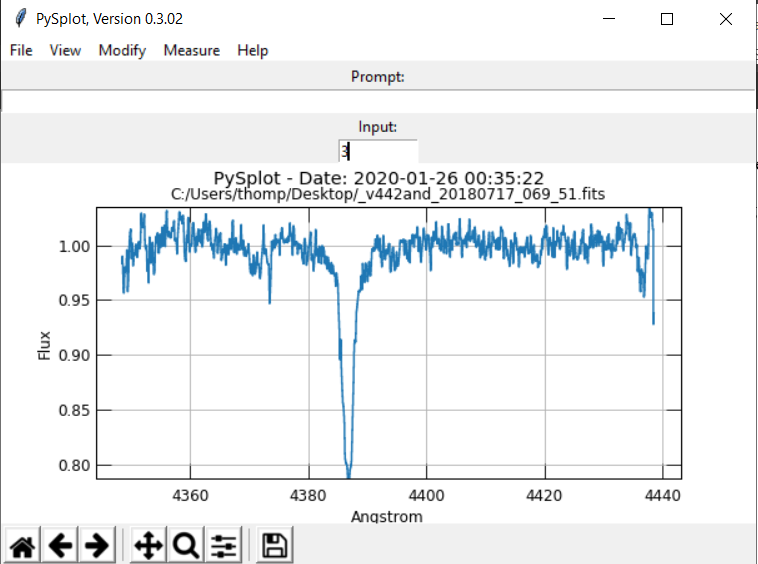 PySplot, Version 0.3.02
File View Modify Measure Help
Prompt:
Input:
3
PySplot - Date: 2020-01-26 00:35:22
C:/Users/thomp/Desktop/_v442and_20180717_069_51.fits
1.00
0.95
0.90
0.85
0.80
Flux
4360 4380 4400 4420 4440
Angstrom